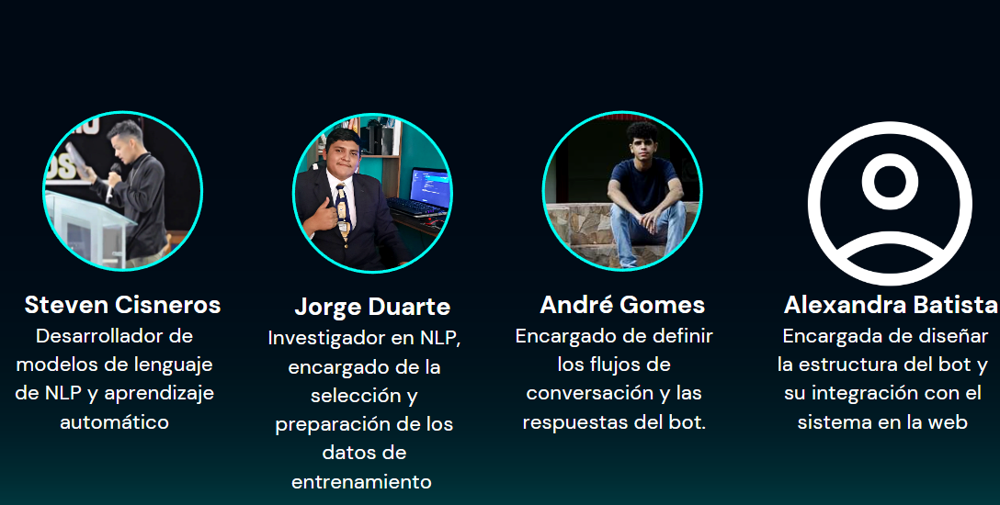 Steven Cisneros
Desarrollador de
modelos de lenguaje
de NLP y aprendizaje
automático
Jorge Duarte
Investigador en NLP,
encargado de la
selección y
preparación de los
datos de
entrenamiento
André Gomes
Encargado de definir
los flujos de
conversación y las
respuestas del bot.
Alexandra Batista
Encargada de diseñar
la estructura del bot y
su integración con el
sistema en la web